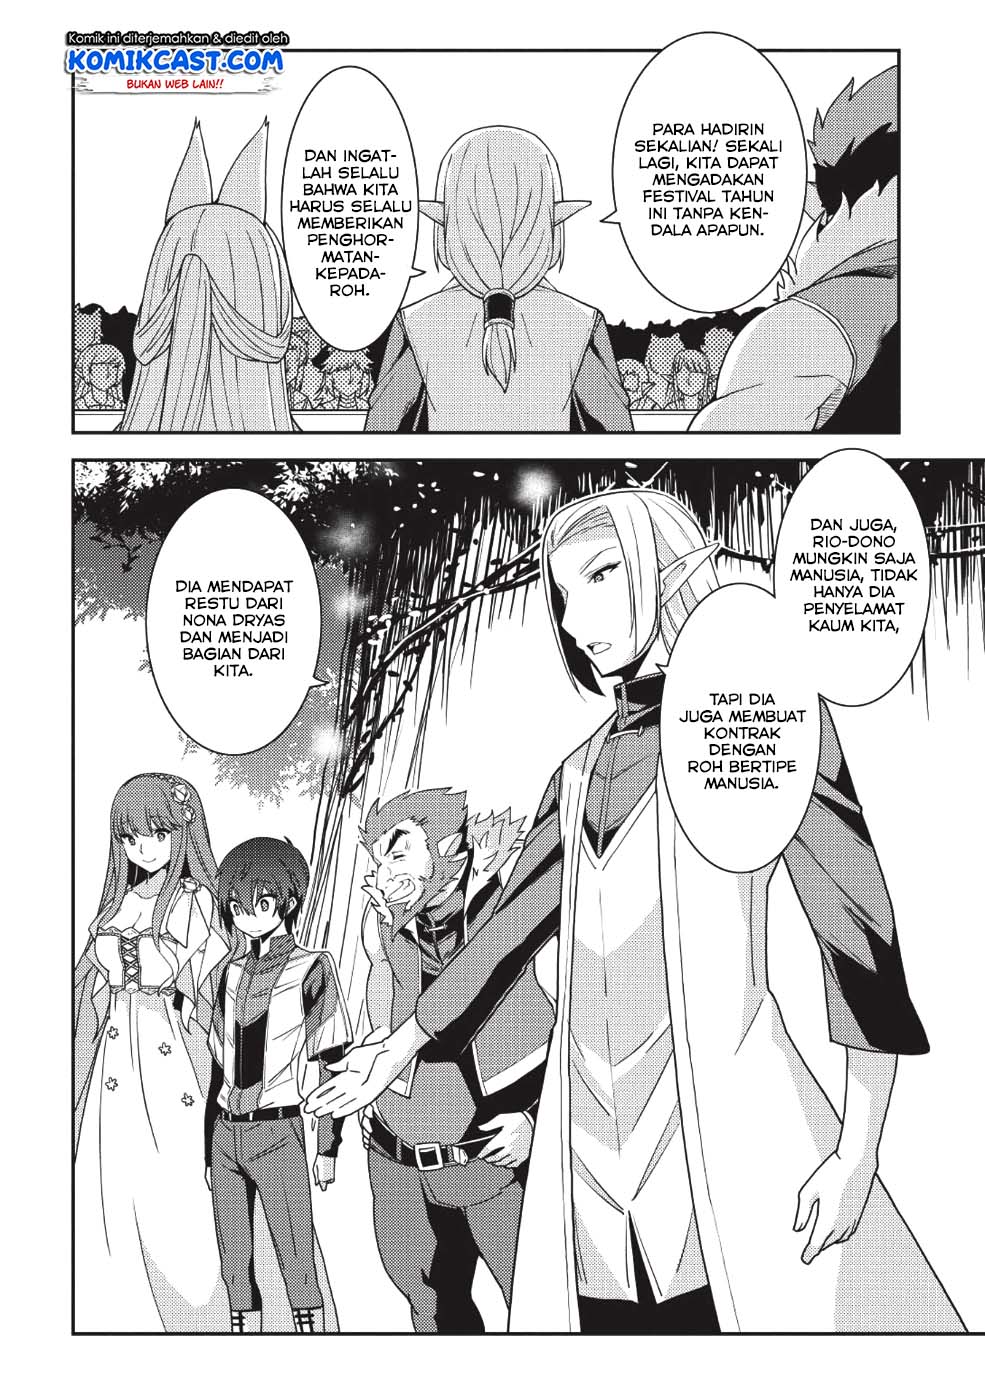 Komik ini diterjemahkan & diedit oleh
KOMIKCAST.COM
BUKAN WEB LAIN!!
PARA HADIRIN
SEKALIAN! SEKALI
LAGI, KITA DAPAT
MENGADAKAN
FESTIVAL TAHUN
INI TANPA KEN-
DALA APAPUN.
DAN INGAT-
LAH SELALU
BAHWA KITA
HARUS SELALU
MEMBERIKAN
PENGHOR-
MATAN-
KEPADA-
ROH.
DAN JUGA,
RIO-DONO
MUNGKIN SAJA
MANUSIA, TIDAK
HANYA DIA
PENYELAMAT
KAUM KITA,
TAPI DIA
JUGA MEMBUAT
KONTRAK
DENGAN
ROH BERTIPE
MANUSIA.
DIA MENDAPAT
RESTU DARI
NONA DRYAS
DAN MENJADI
BAGIAN DARI
KITA.